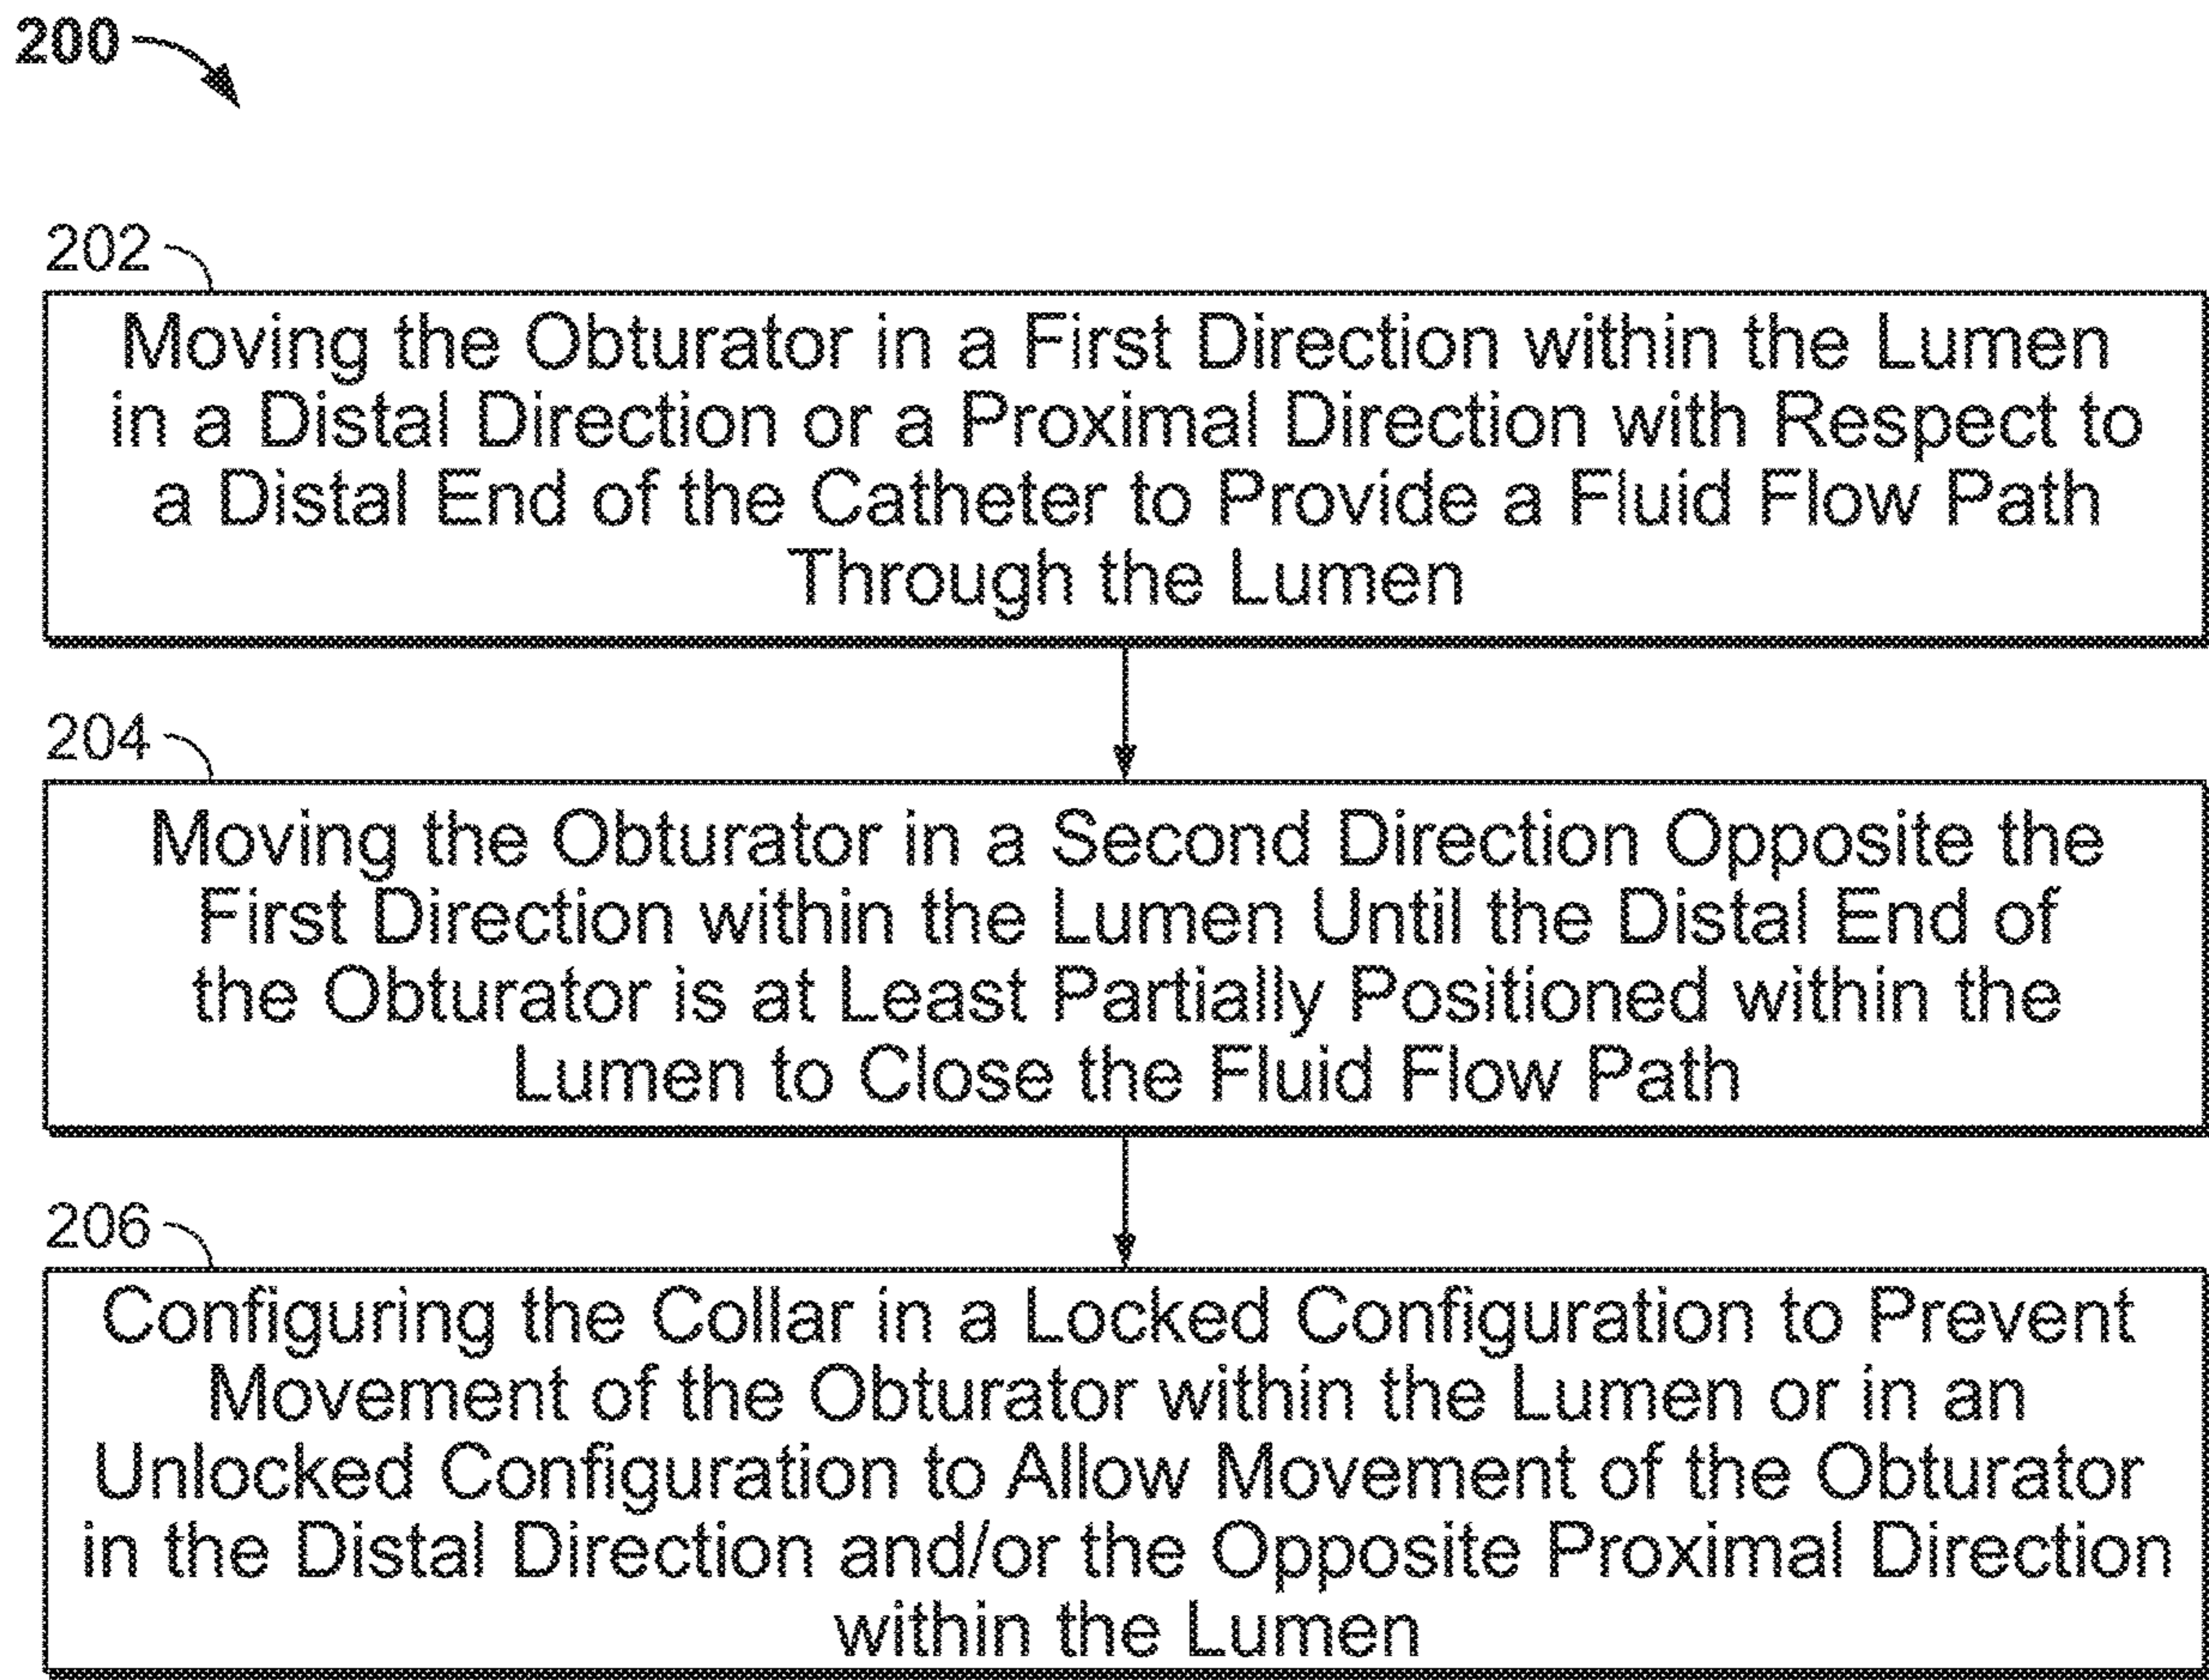 200
202
Moving the Obturator in a First Direction within the Lumen
in a Distal Direction or a Proximal Direction with Respect to
a Distal End of the Catheter to Provide a Fluid Flow Path
Through the Lumen
204
Moving the Obturator in a Second Direction Opposite the
First Direction within the Lumen Until the Distal End of
the Obturator is at Least Partially Positioned within the
Lumen to Close the Fluid Flow Path
206
Configuring the Collar in a Locked Configuration to Prevent
Movement of the Obturator within the Lumen or in an
Unlocked Configuration to Allow Movement of the Obturator
in the Distal Direction and/or the Opposite Proximal Direction
within the Lumen